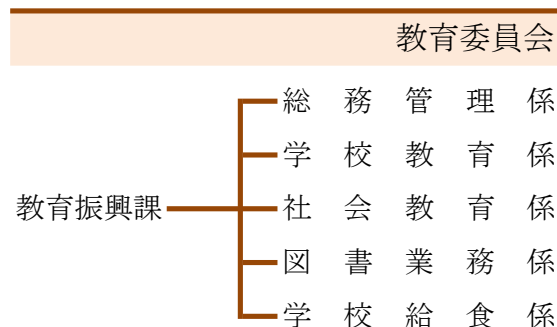 教育委員会
総務管理係
学校教育係
教育振興課
社会教育係
図書業務係
学校給食係